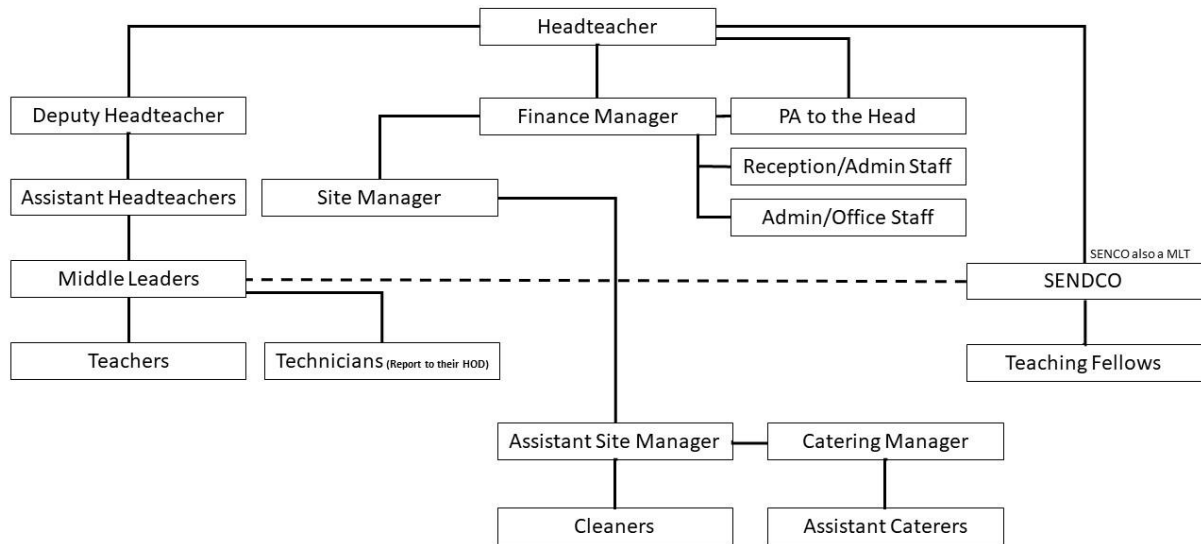 Headteacher
Deputy Headteacher
Finance Manager
PA to the Head
Reception/Admin Staff
Assistant Headteachers
Site Manager
Admin/Office Staff
SENCO also a MLT
Middle Leaders
SENDCO
Teachers
Technicians (Report to their HOD)
Teaching Fellows
Assistant Site Manager
Catering Manager
Cleaners
Assistant Caterers